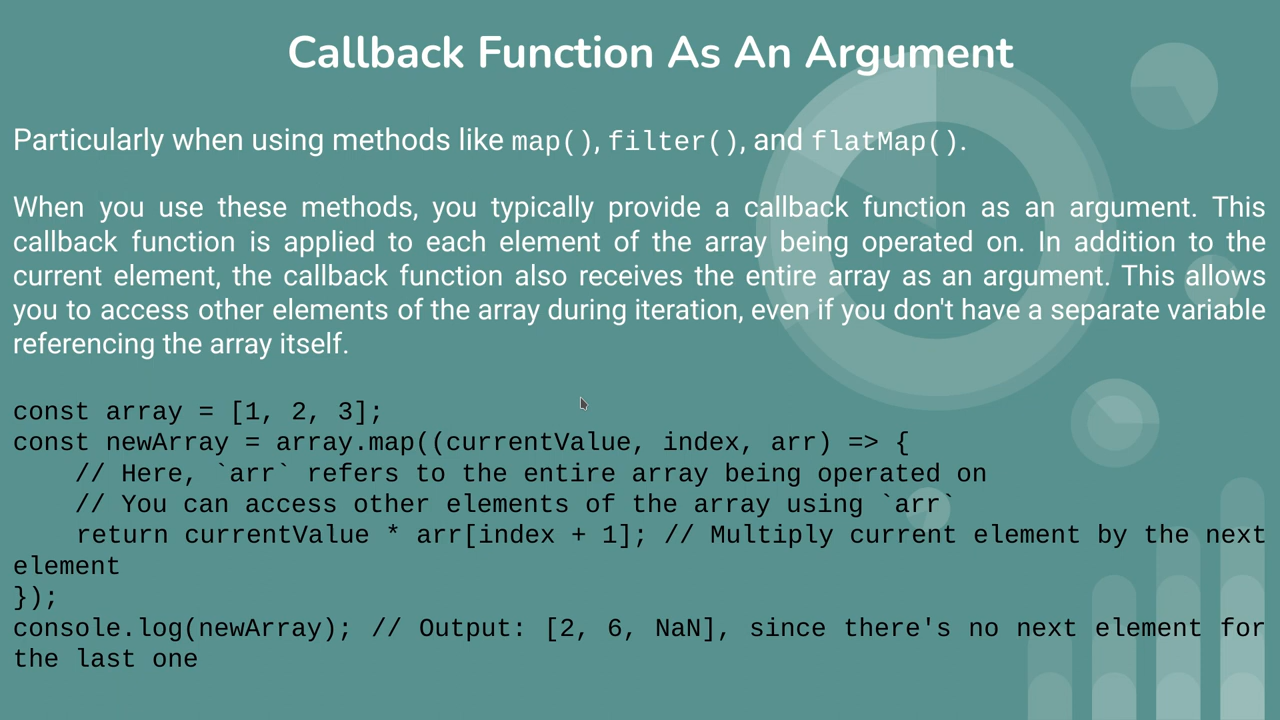 Callback Function As An Argument
Particularly when using methods like map(), filter(), and flatMap().
When you use these methods, you typically provide a callback function as an argument. This
callback function is applied to each element of the array being operated on. In addition to the
current element, the callback function also receives the entire array as an argument. This allows
you to access other elements of the array during iteration, even if you don't have a separate variable
referencing the array itself.
const array = [1, 2, 3];
const newArray = array.map((currentValue, index, arr) => {
    // Here, `arr` refers to the entire array being operated on
    // You can access other elements of the array using `arr`
    return currentValue * arr[index + 1]; // Multiply current element by the next
element
});
console.log(newArray); // Output: [2, 6, NaN], since there's no next element for
the last one